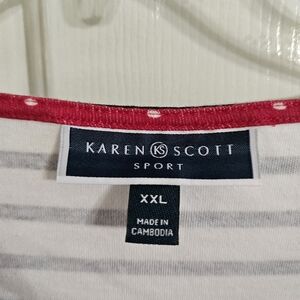 KAREN KS SCOTT
SPORT
XXL
MADE IN
CAMBODIA